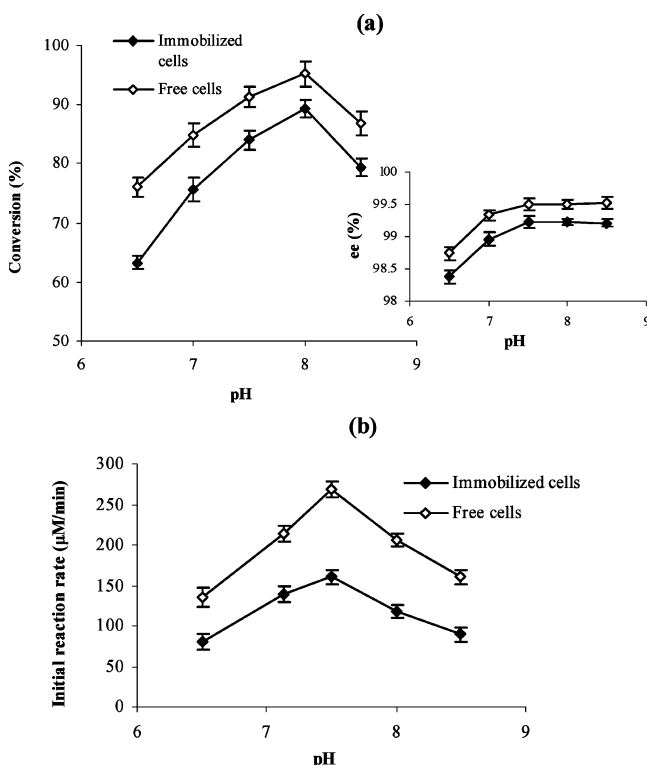 (a)
Immobilized
cells
Free cells
100
90
80
70
60
50
Conversion (%)
6 7 8 9
pH
100
99.5
99
98.5
98
ee (%)
6 7 8 9
pH
(b)
300
250
200
150
100
50
0
Initial reaction rate (μM/min)
Immobilized cells
Free cells
6 7 8 9
pH